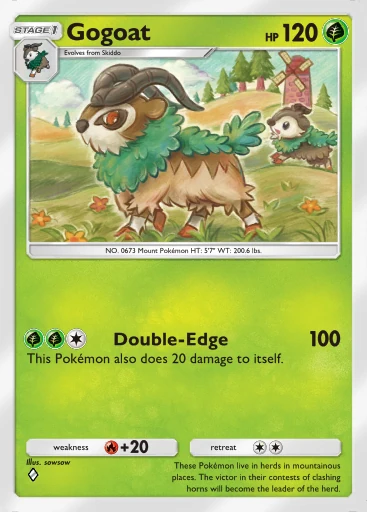 STAGE 1
Gogoat
HP 120
Evolves from Skiddo
NO. 0673 Mount Pokémon HT: 5'7" WT: 200.6 lbs.
Double-Edge 100
This Pokémon also does 20 damage to itself.
weakness +20 retreat
Illus. sowsow
These Pokémon live in herds in mountainous
places. The victor in their contests of clashing
horns will become the leader of the herd.